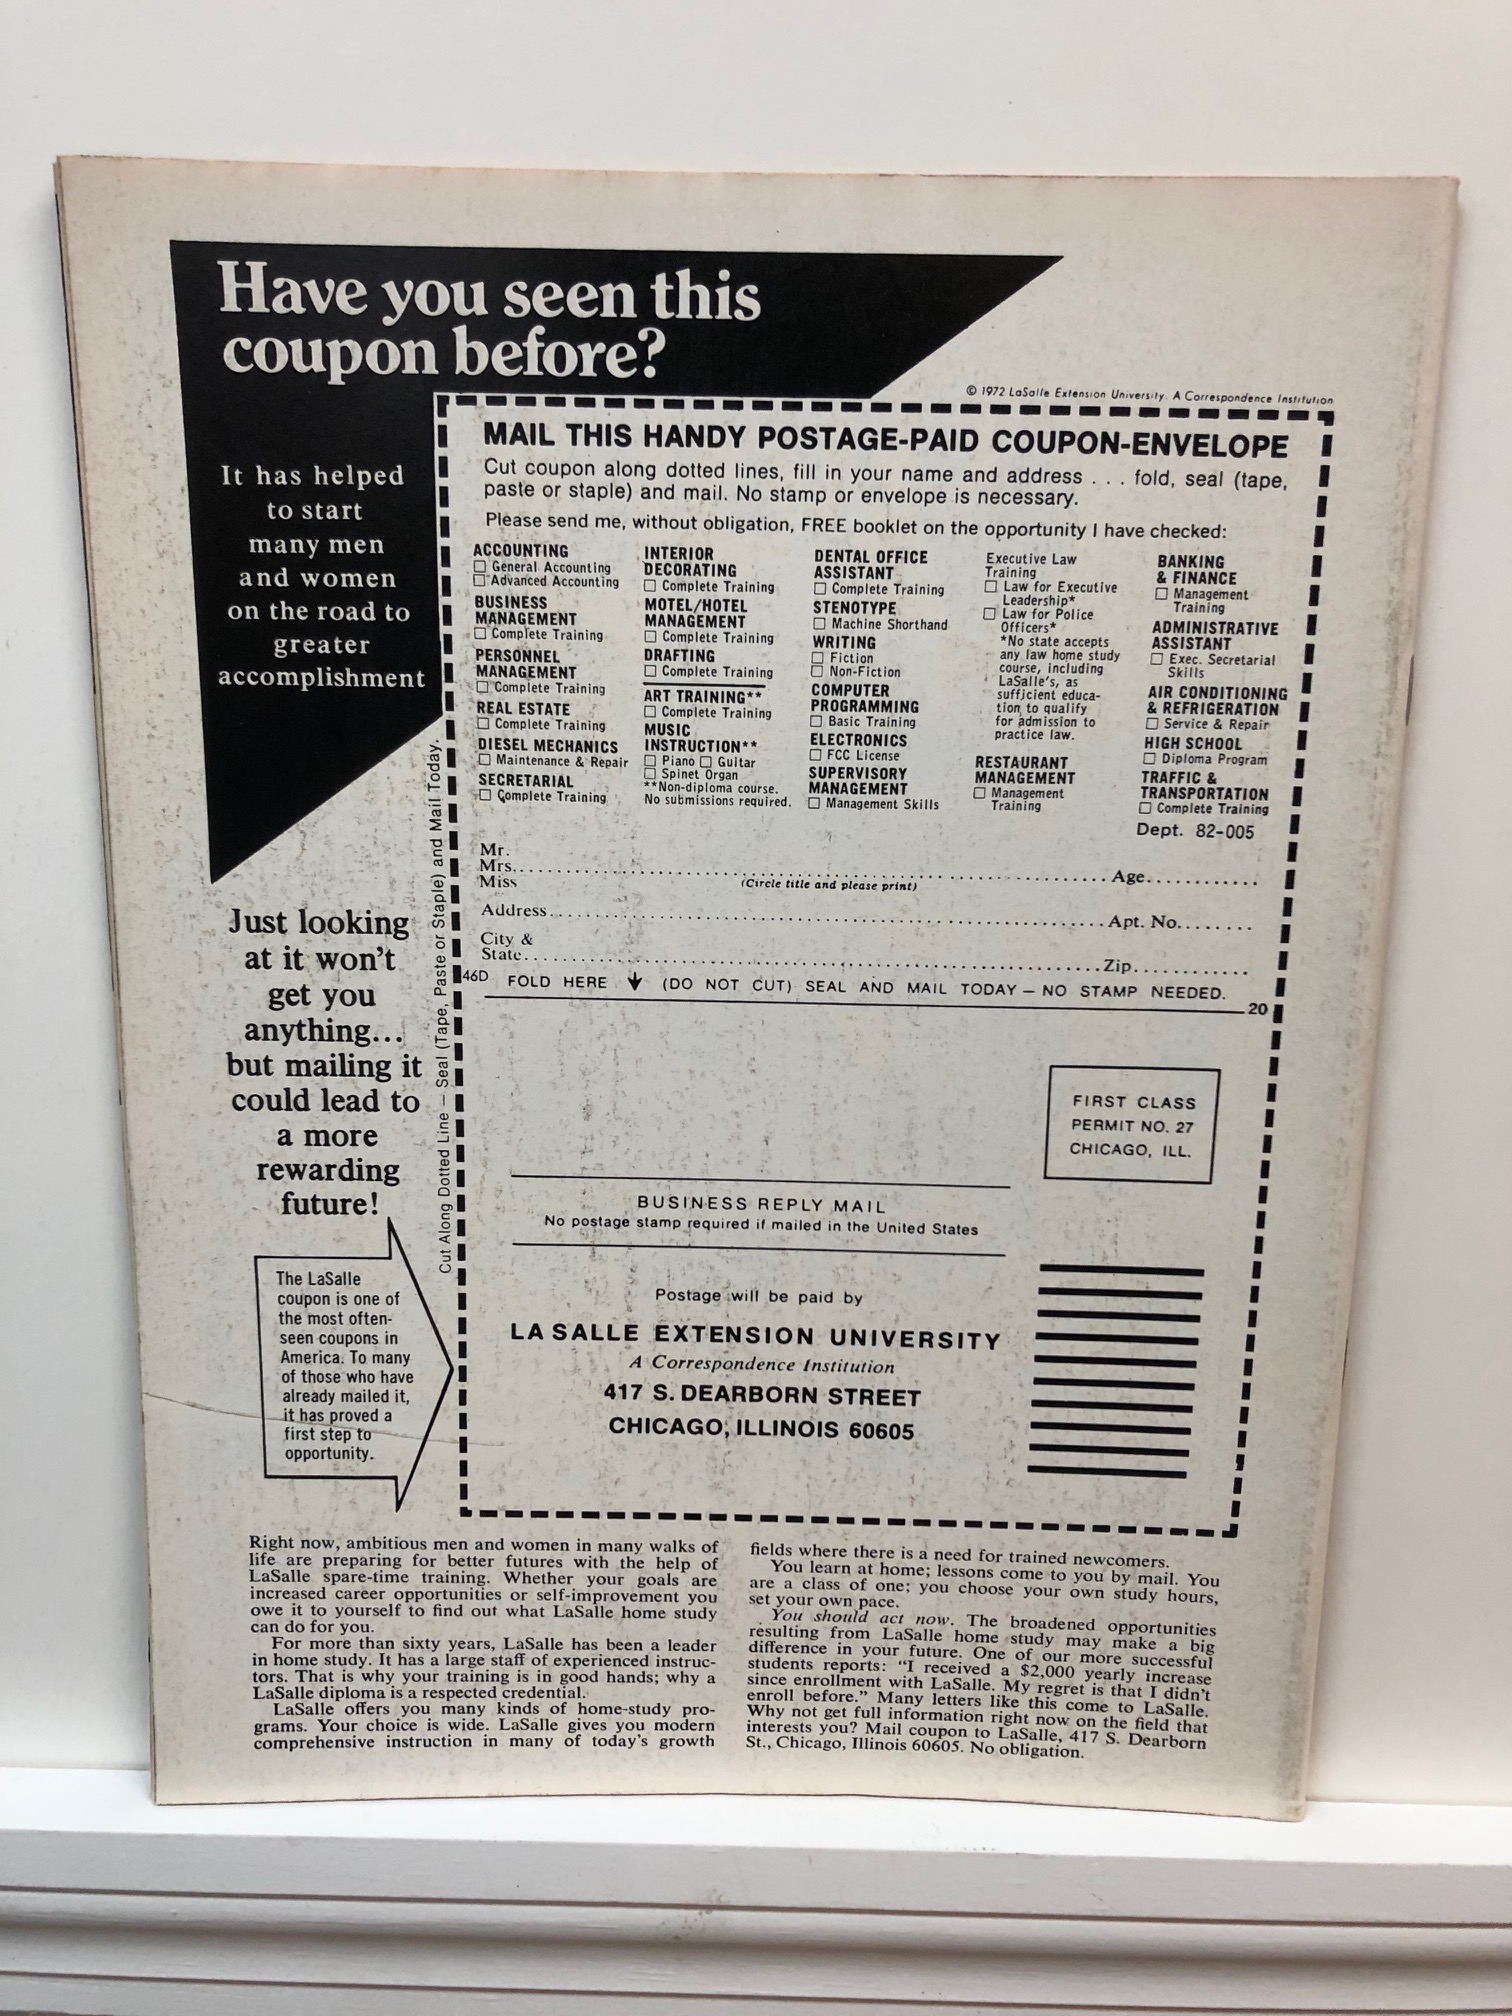 Have you seen this
coupon before?
© 1972 LaSalle Extension University. A Correspondence Institution
It has helped
to start
many men
and women
on the road to
greater
accomplishment
MAIL THIS HANDY POSTAGE-PAID COUPON-ENVELOPE
Cut coupon along dotted lines, fill in your name and address . . . fold, seal (tape,
paste or staple) and mail. No stamp or envelope is necessary.
Please send me, without obligation, FREE booklet on the opportunity I have checked:
ACCOUNTING
☐ General Accounting
☐ Advanced Accounting
BUSINESS
MANAGEMENT
☐ Complete Training
PERSONNEL
MANAGEMENT
☐ Complete Training
REAL ESTATE
☐ Complete Training
DIESEL MECHANICS
☐ Maintenance & Repair
SECRETARIAL
☐ Complete Training
INTERIOR
DECORATING
☐ Complete Training
MOTEL/HOTEL
MANAGEMENT
☐ Complete Training
DRAFTING
☐ Complete Training
ART TRAINING**
☐ Complete Training
MUSIC
INSTRUCTION**
☐ Piano ☐ Guitar
☐ Spinet Organ
**Non-diploma course.
No submissions required.
DENTAL OFFICE
ASSISTANT
☐ Complete Training
STENOTYPE
☐ Machine Shorthand
WRITING
☐ Fiction
☐ Non-Fiction
COMPUTER
PROGRAMMING
☐ Basic Training
ELECTRONICS
☐ FCC License
SUPERVISORY
MANAGEMENT
☐ Management Skills
Executive Law
Training
☐ Law for Executive
Leadership*
☐ Law for Police
Officers*
*No state accepts
any law home study
course, including
LaSalle's, as
sufficient educa-
tion to qualify
for admission to
practice law.
RESTAURANT
MANAGEMENT
☐ Management
Training
BANKING
& FINANCE
☐ Management
Training
ADMINISTRATIVE
ASSISTANT
☐ Exec. Secretarial
Skills
AIR CONDITIONING
& REFRIGERATION
☐ Service & Repair
HIGH SCHOOL
☐ Diploma Program
TRAFFIC &
TRANSPORTATION
☐ Complete Training
Dept. 82-005
Mr.
Mrs. Age
Miss (Circle title and please print)
Address Apt. No.
City &
State Zip
46D FOLD HERE ↓ (DO NOT CUT) SEAL AND MAIL TODAY – NO STAMP NEEDED.
20
Cut Along Dotted Line – Seal (Tape, Paste or Staple) and Mail Today.
Just looking
at it won't
get you
anything...
but mailing it
could lead to
a more
rewarding
future!
FIRST CLASS
PERMIT NO. 27
CHICAGO, ILL.
BUSINESS REPLY MAIL
No postage stamp required if mailed in the United States
Postage will be paid by
LA SALLE EXTENSION UNIVERSITY
A Correspondence Institution
417 S. DEARBORN STREET
CHICAGO, ILLINOIS 60605
The LaSalle
coupon is one of
the most often-
seen coupons in
America. To many
of those who have
already mailed it,
it has proved a
first step to
opportunity.
Right now, ambitious men and women in many walks of
life are preparing for better futures with the help of
LaSalle spare-time training. Whether your goals are
increased career opportunities or self-improvement you
owe it to yourself to find out what LaSalle home study
can do for you.
For more than sixty years, LaSalle has been a leader
in home study. It has a large staff of experienced instruc-
tors. That is why your training is in good hands; why a
LaSalle diploma is a respected credential.
LaSalle offers you many kinds of home-study pro-
grams. Your choice is wide. LaSalle gives you modern
comprehensive instruction in many of today's growth
fields where there is a need for trained newcomers.
You learn at home; lessons come to you by mail. You
are a class of one; you choose your own study hours,
set your own pace.
You should act now. The broadened opportunities
resulting from LaSalle home study may make a big
difference in your future. One of our more successful
students reports: "I received a $2,000 yearly increase
since enrollment with LaSalle. My regret is that I didn't
enroll before." Many letters like this come to LaSalle.
Why not get full information right now on the field that
interests you? Mail coupon to LaSalle, 417 S. Dearborn
St., Chicago, Illinois 60605. No obligation.